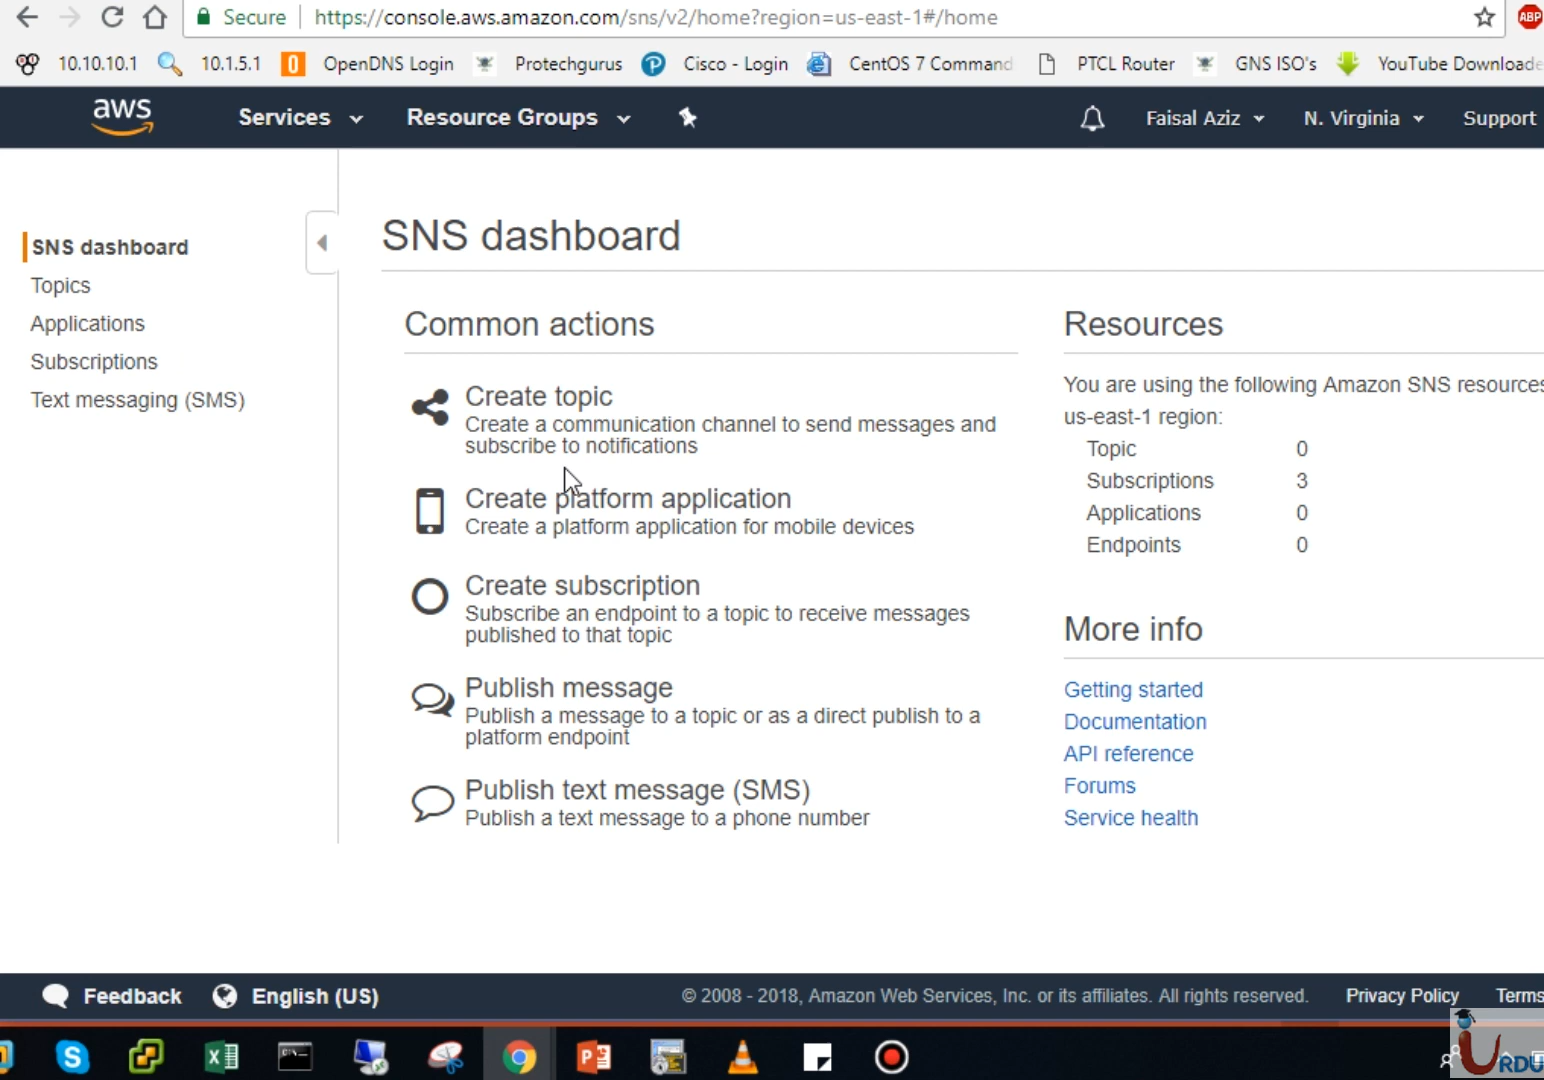 Secure https://console.aws.amazon.com/sns/v2/home?region=us-east-1#/home ABP
10.10.10.1 10.1.5.1 OpenDNS Login Protechgurus Cisco - Login CentOS 7 Command PTCL Router GNS ISO's YouTube Downloade
aws Services Resource Groups Faisal Aziz N. Virginia Support
SNS dashboard
Topics
Applications
Subscriptions
Text messaging (SMS)
SNS dashboard
Common actions
Create topic
Create a communication channel to send messages and
subscribe to notifications
Create platform application
Create a platform application for mobile devices
Create subscription
Subscribe an endpoint to a topic to receive messages
published to that topic
Publish message
Publish a message to a topic or as a direct publish to a
platform endpoint
Publish text message (SMS)
Publish a text message to a phone number
Resources
You are using the following Amazon SNS resources
us-east-1 region:
Topic 0
Subscriptions 3
Applications 0
Endpoints 0
More info
Getting started
Documentation
API reference
Forums
Service health
Feedback English (US) © 2008 - 2018, Amazon Web Services, Inc. or its affiliates. All rights reserved. Privacy Policy Terms
URDU